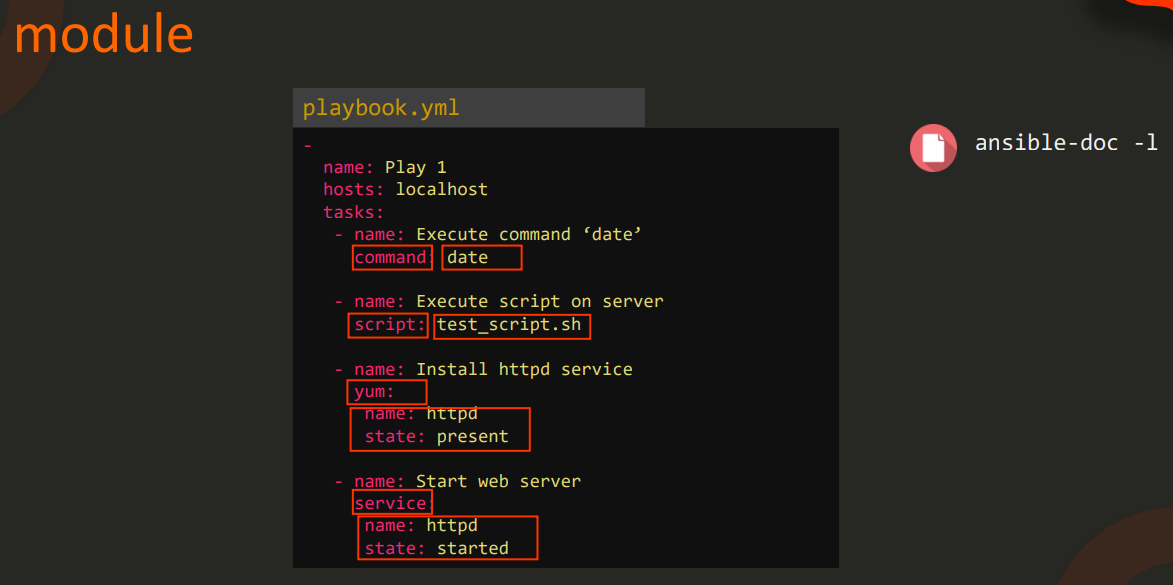 module
playbook.yml
-
name: Play 1
hosts: localhost
tasks:
- name: Execute command ‘date’
command: date
- name: Execute script on server
script: test_script.sh
- name: Install httpd service
yum:
name: httpd
state: present
- name: Start web server
service:
name: httpd
state: started
ansible-doc -l